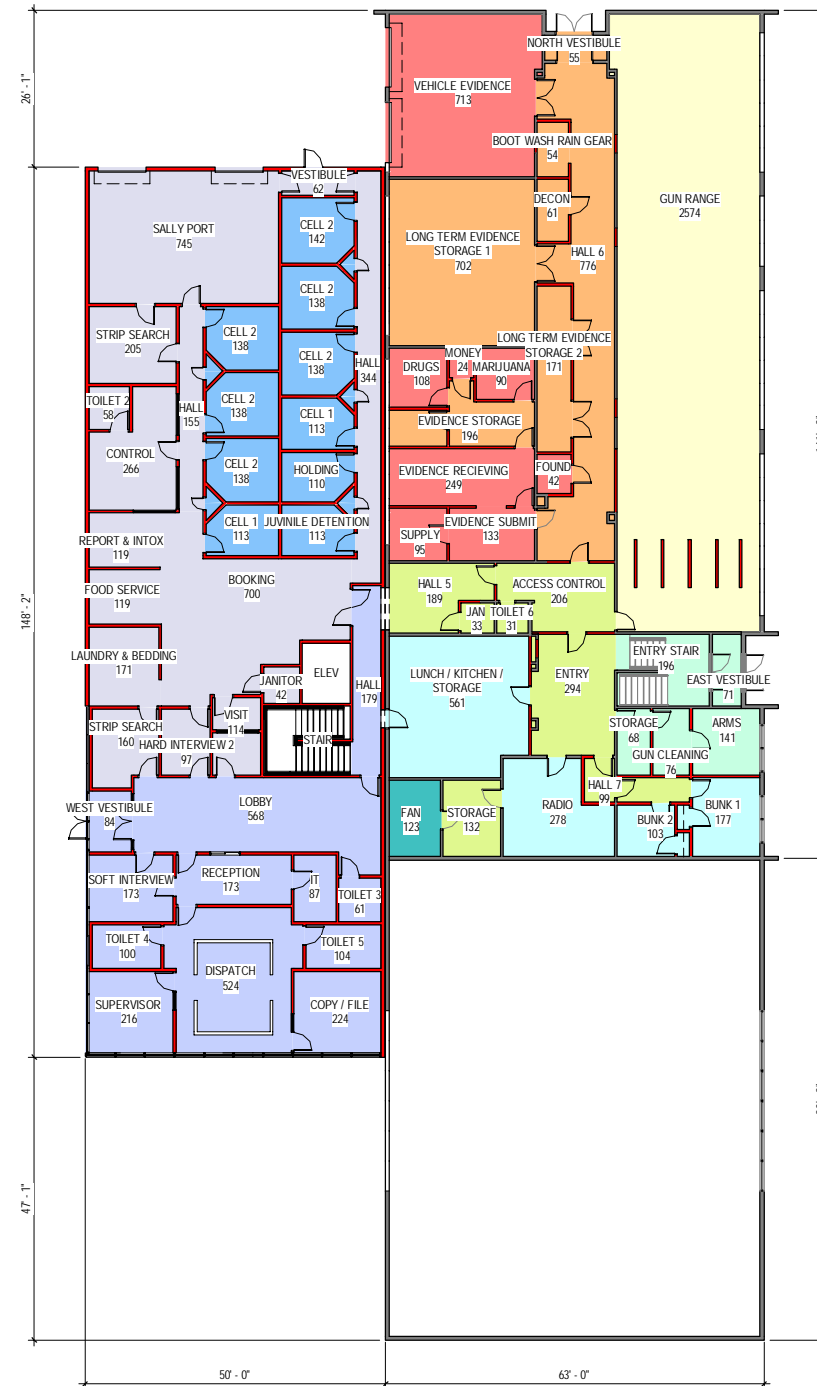 NORTH VESTIBULE
55
26' - 1"
VEHICLE EVIDENCE
713
BOOT WASH RAIN GEAR
54
VESTIBULE
62
DECON
61
GUN RANGE
2574
SALLY PORT
745
CELL 2
142
LONG TERM EVIDENCE
STORAGE 1
702
HALL 6
776
CELL 2
138
STRIP SEARCH
205
CELL 2
138
CELL 2
138
HALL
344
DRUGS
108
MONEY
24
MARIJUANA
90
LONG TERM EVIDENCE
STORAGE 2
171
TOILET 2
58
HALL
155
CELL 2
138
CELL 1
113
EVIDENCE STORAGE
196
CONTROL
266
CELL 2
138
HOLDING
110
EVIDENCE RECIEVING
249
FOUND
42
REPORT & INTOX
119
CELL 1
113
JUVINILE DETENTION
113
SUPPLY
95
EVIDENCE SUBMIT
133
148' - 2"
FOOD SERVICE
119
BOOKING
700
HALL 5
189
ACCESS CONTROL
206
JAN
33
TOILET 6
31
LAUNDRY & BEDDING
171
JANITOR
42
ELEV
HALL
179
LUNCH / KITCHEN /
STORAGE
561
ENTRY
294
ENTRY STAIR
196
EAST VESTIBULE
71
STRIP SEARCH
160
VISIT
114
HARD INTERVIEW 2
97
STAIR
STORAGE
68
ARMS
141
GUN CLEANING
76
WEST VESTIBULE
84
LOBBY
568
FAN
123
STORAGE
132
RADIO
278
HALL 7
99
BUNK 2
103
BUNK 1
177
SOFT INTERVIEW
173
RECEPTION
173
IT
87
TOILET 3
61
TOILET 4
100
TOILET 5
104
DISPATCH
524
SUPERVISOR
216
COPY / FILE
224
47' - 1"
50' - 0"
63' - 0"